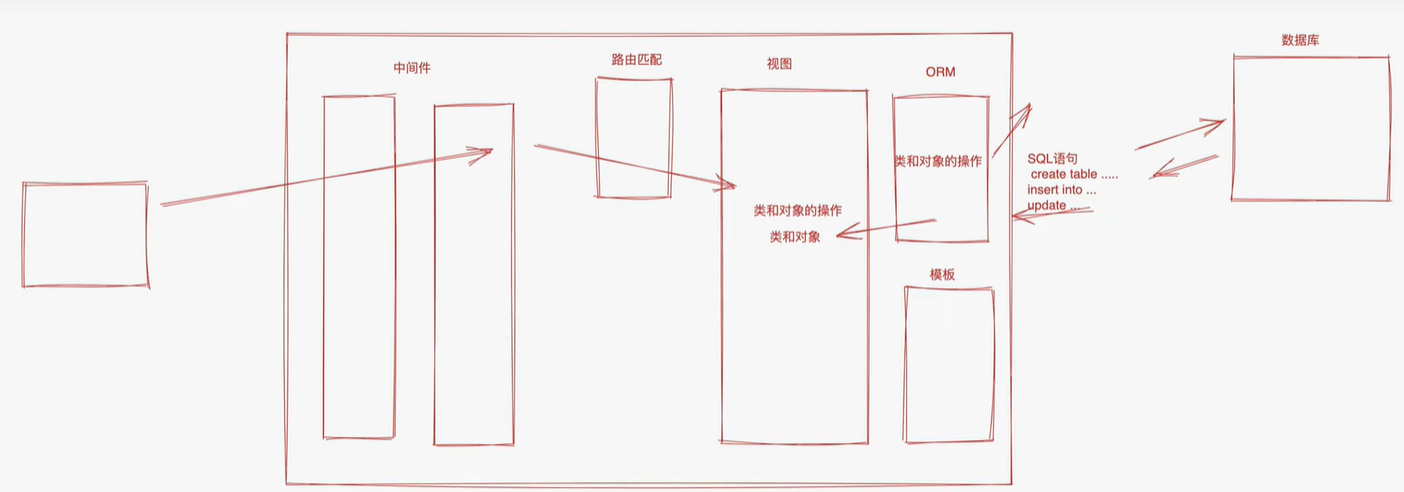 中间件
路由匹配
视图
ORM
数据库
类和对象的操作
类和对象的操作
类和对象
SQL语句
create table .....
insert into ...
update ...
模板